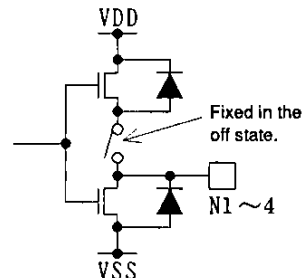 VDD
Fixed in the
off state.
N1～4
VSS